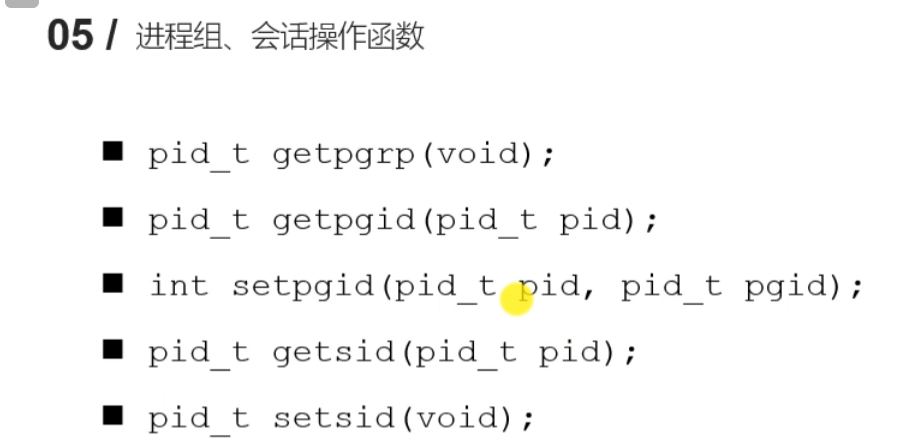 05 / 进程组、会话操作函数
■ pid_t getpgrp(void);
■ pid_t getpgid(pid_t pid);
■ int setpgid(pid_t pid, pid_t pgid);
■ pid_t getsid(pid_t pid);
■ pid_t setsid(void);